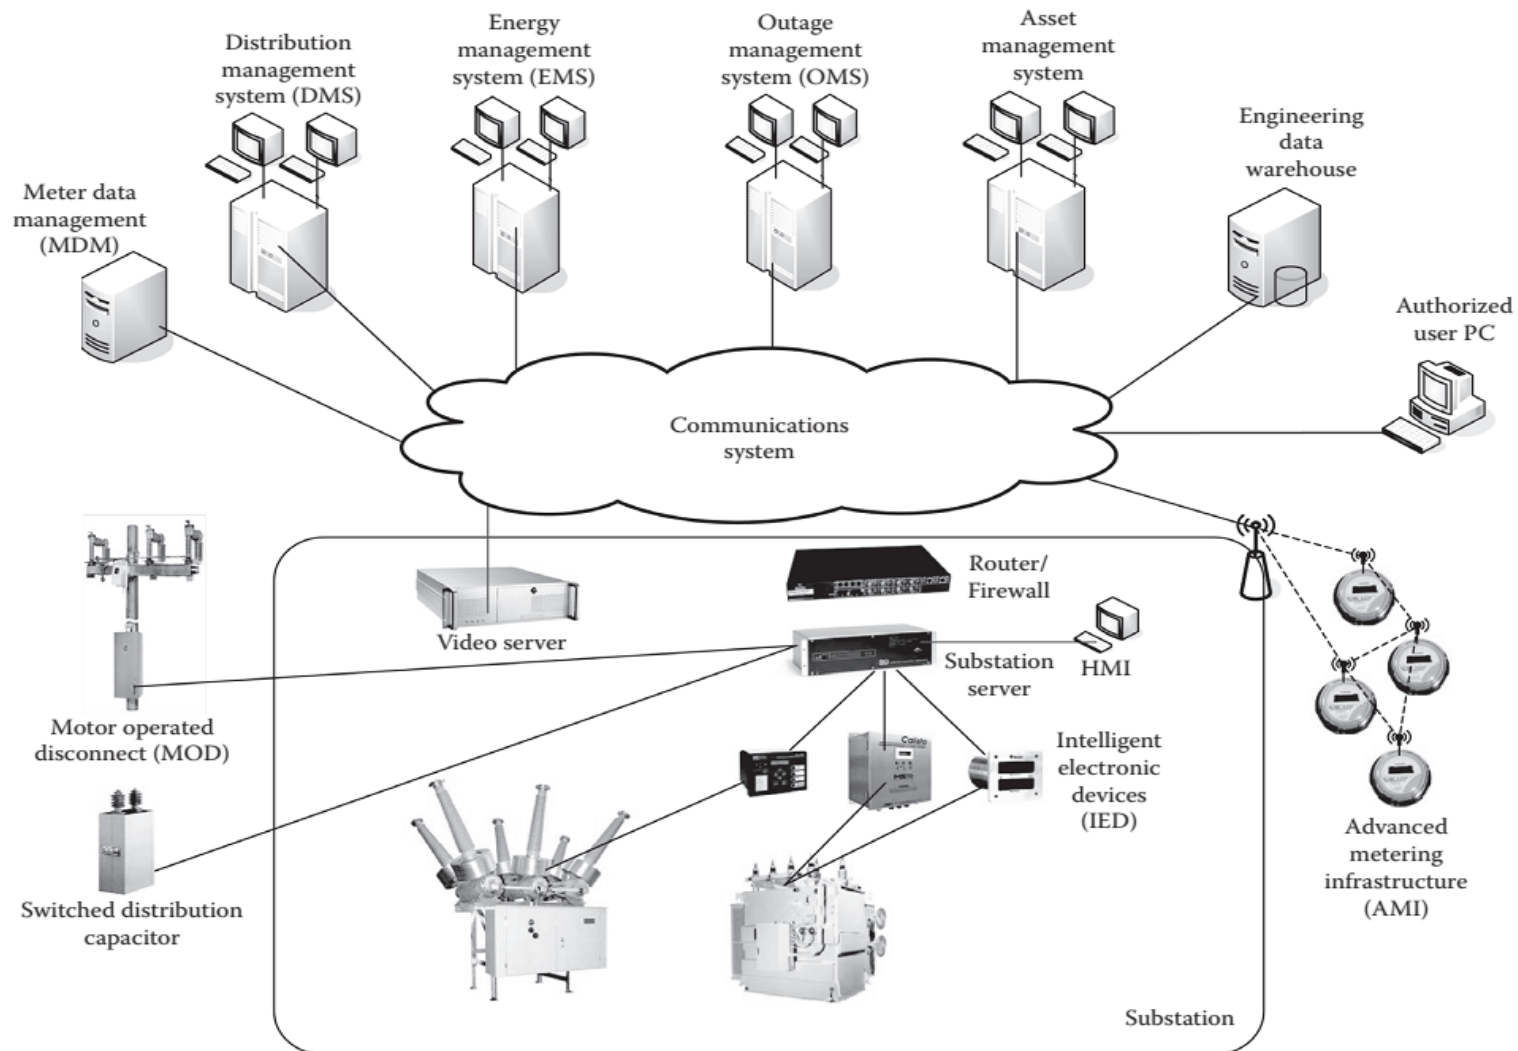 Distribution
management
system (DMS)
Energy
management
system (EMS)
Outage
management
system (OMS)
Asset
management
system
Engineering
data
warehouse
Meter data
management
(MDM)
Authorized
user PC
Communications
system
Router/
Firewall
Video server
Substation
server
HMI
Motor operated
disconnect (MOD)
Calisto
Intelligent
electronic
devices
(IED)
Switched distribution
capacitor
Advanced
metering
infrastructure
(AMI)
Substation